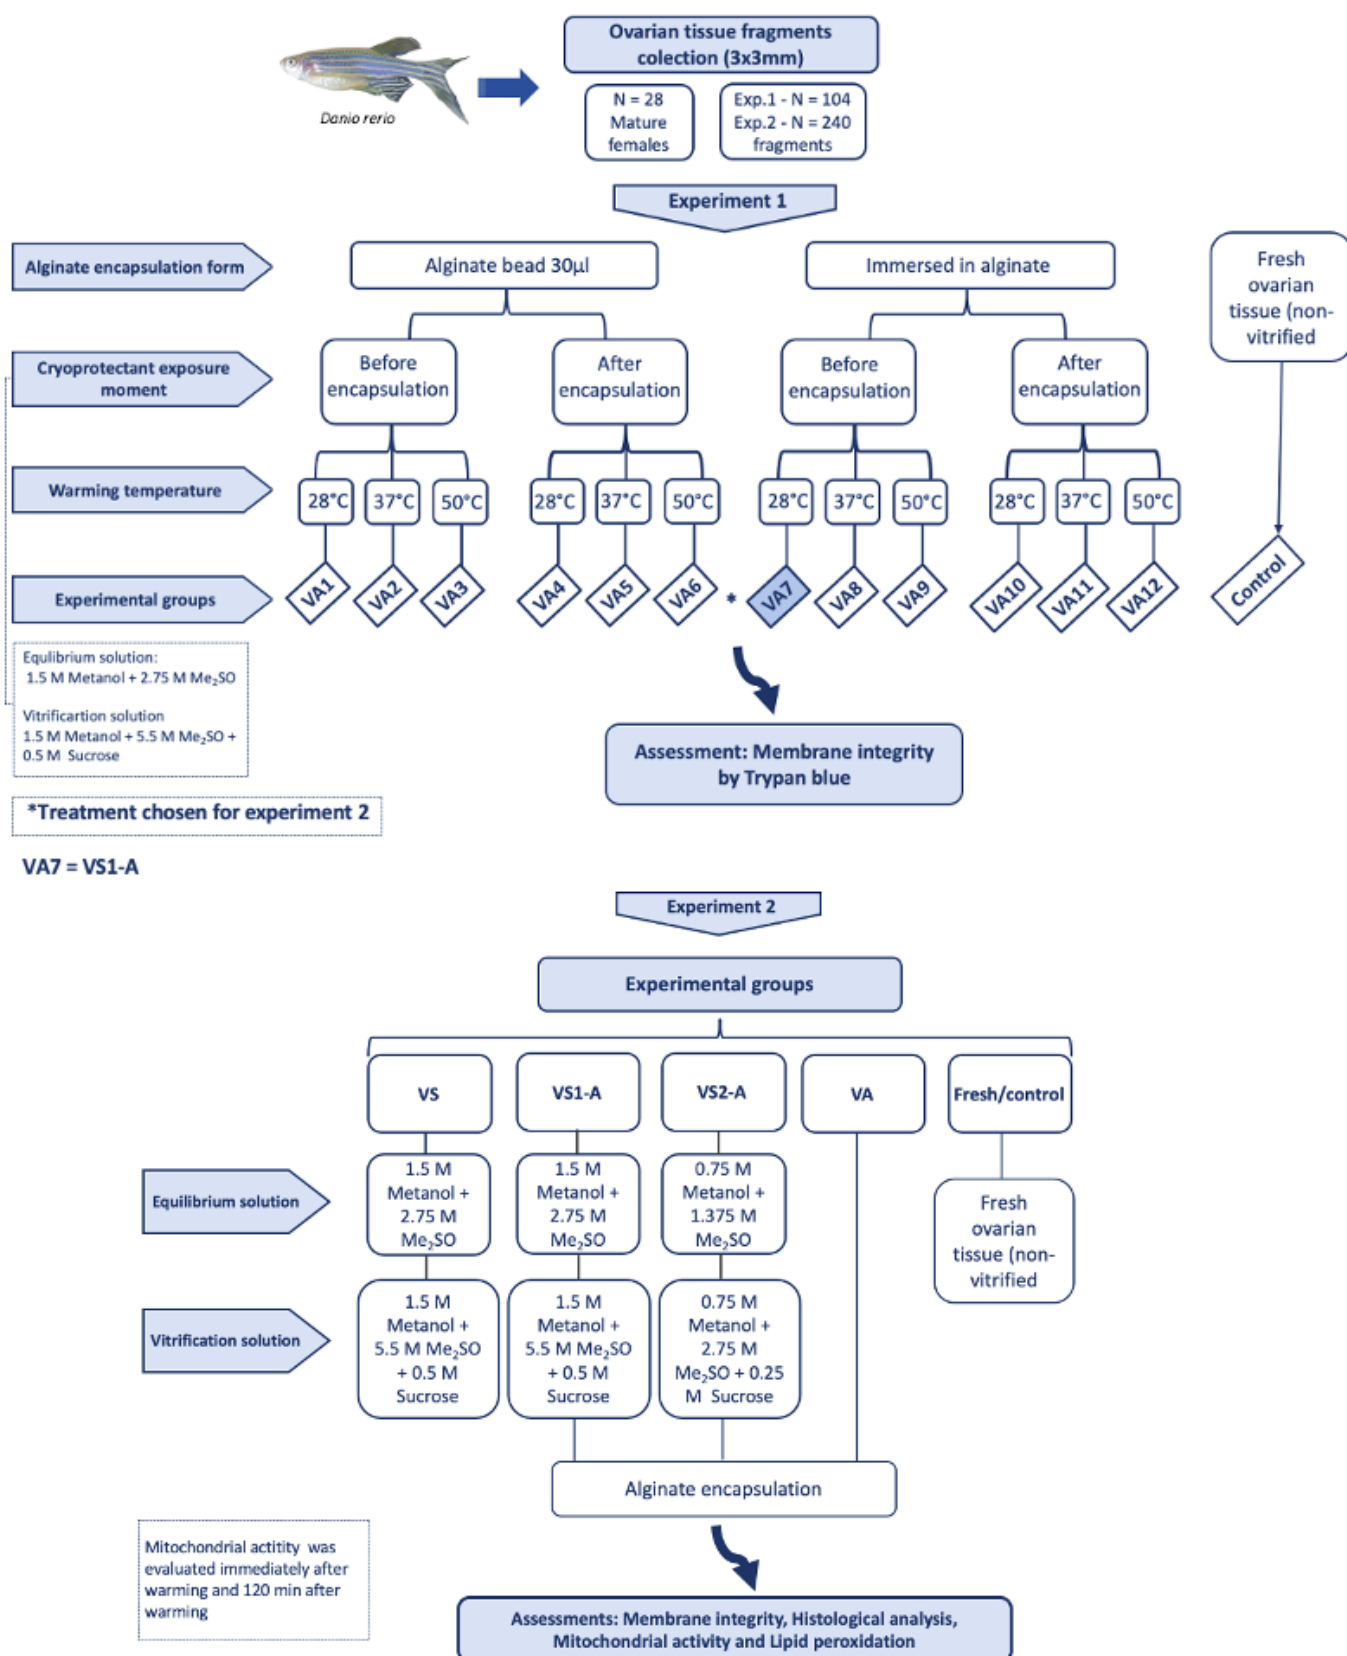 Ovarian tissue fragments
colection (3x3mm)
Danio rerio
N = 28
Mature
females
Exp.1 - N = 104
Exp.2 - N = 240
fragments
Experiment 1
Alginate encapsulation form
Alginate bead 30µl
Immersed in alginate
Fresh
ovarian
tissue (non-
vitrified
Cryoprotectant exposure
moment
Before
encapsulation
After
encapsulation
Before
encapsulation
After
encapsulation
Warming temperature
28°C
37°C
50°C
28°C
37°C
50°C
28°C
37°C
50°C
28°C
37°C
50°C
Experimental groups
VA1
VA2
VA3
VA4
VA5
VA6
*
VA7
VA8
VA9
VA10
VA11
VA12
Control
Equlibrium solution:
1.5 M Metanol + 2.75 M Me₂SO
Vitrificartion solution
1.5 M Metanol + 5.5 M Me₂SO +
0.5 M Sucrose
Assessment: Membrane integrity
by Trypan blue
*Treatment chosen for experiment 2
VA7 = VS1-A
Experiment 2
Experimental groups
VS
VS1-A
VS2-A
VA
Fresh/control
Equilibrium solution
1.5 M
Metanol +
2.75 M
Me₂SO
1.5 M
Metanol +
2.75 M
Me₂SO
0.75 M
Metanol +
1.375 M
Me₂SO
Fresh
ovarian
tissue (non-
vitrified
Vitrification solution
1.5 M
Metanol +
5.5 M Me₂SO
+ 0.5 M
Sucrose
1.5 M
Metanol +
5.5 M Me₂SO
+ 0.5 M
Sucrose
0.75 M
Metanol +
2.75 M
Me₂SO + 0.25
M Sucrose
Alginate encapsulation
Mitochondrial actitity was
evaluated immediately after
warming and 120 min after
warming
Assessments: Membrane integrity, Histological analysis,
Mitochondrial activity and Lipid peroxidation